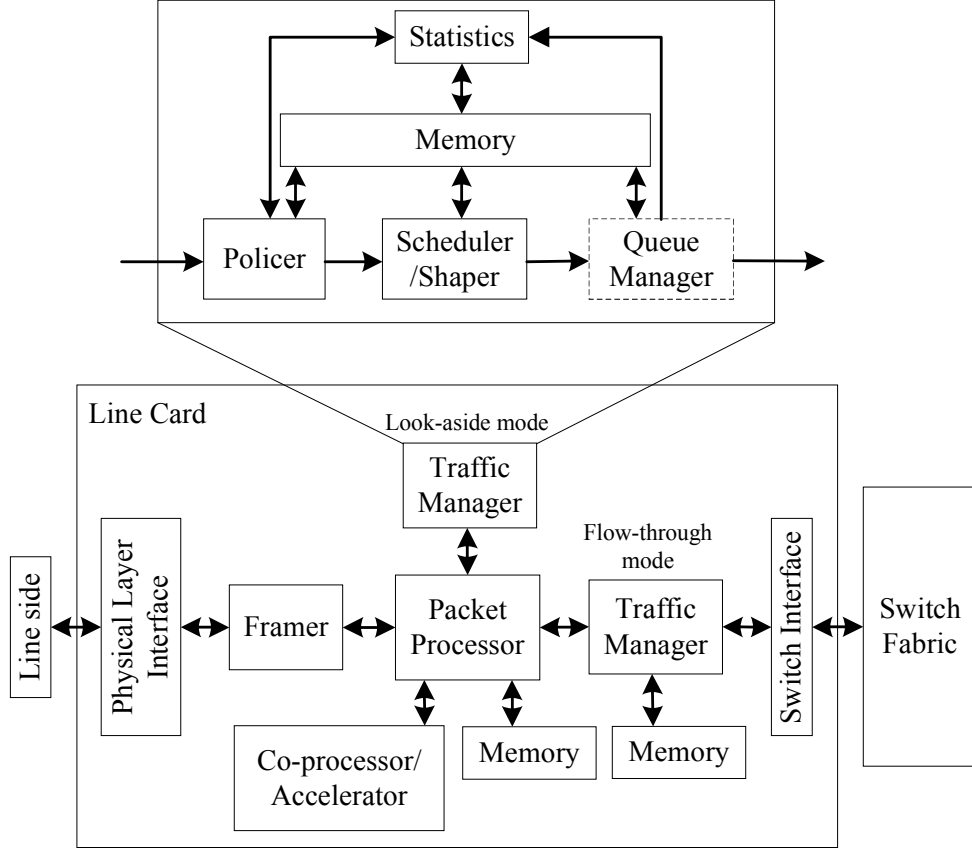 Statistics
Memory
Policer
Scheduler
/Shaper
Queue
Manager
Line Card
Look-aside mode
Traffic
Manager
Flow-through
mode
Line side
Physical Layer
Interface
Framer
Packet
Processor
Traffic
Manager
Switch Interface
Switch
Fabric
Co-processor/
Accelerator
Memory
Memory